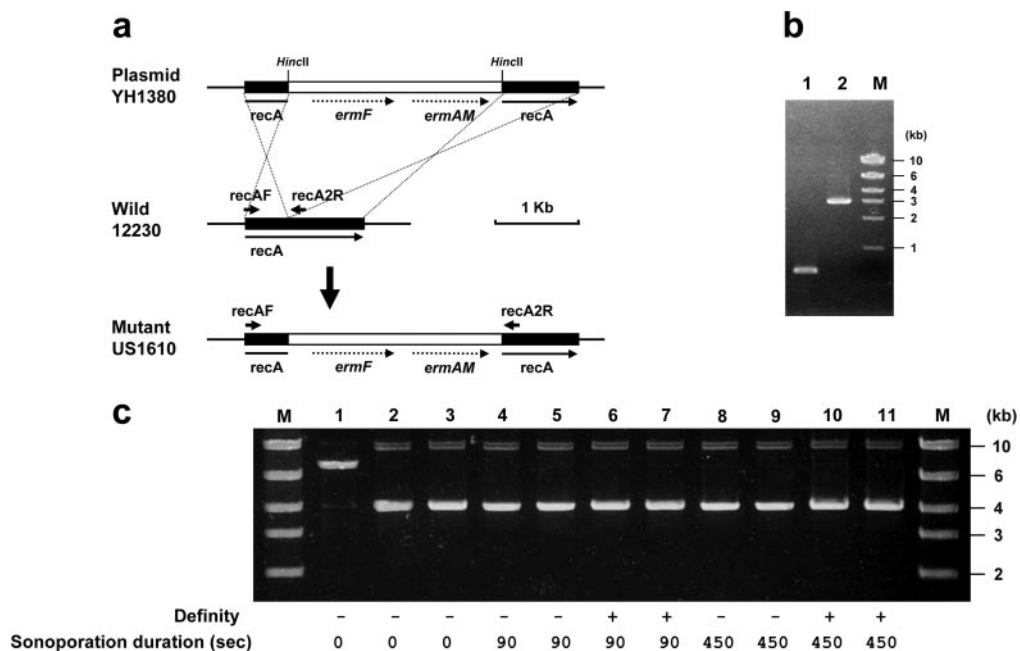 a
HincII HincII
Plasmid
YH1380
recA ermF ermAM recA
recAF recA2R
Wild
12230
1 Kb
recA
recAF recA2R
Mutant
US1610
recA ermF ermAM recA
b
1 2 M
(kb)
10
6
4
3
2
1
c
M 1 2 3 4 5 6 7 8 9 10 11 M (kb)
10
6
4
3
2
Definity – – – – – + + – – + +
Sonoporation duration (sec) 0 0 0 90 90 90 90 450 450 450 450